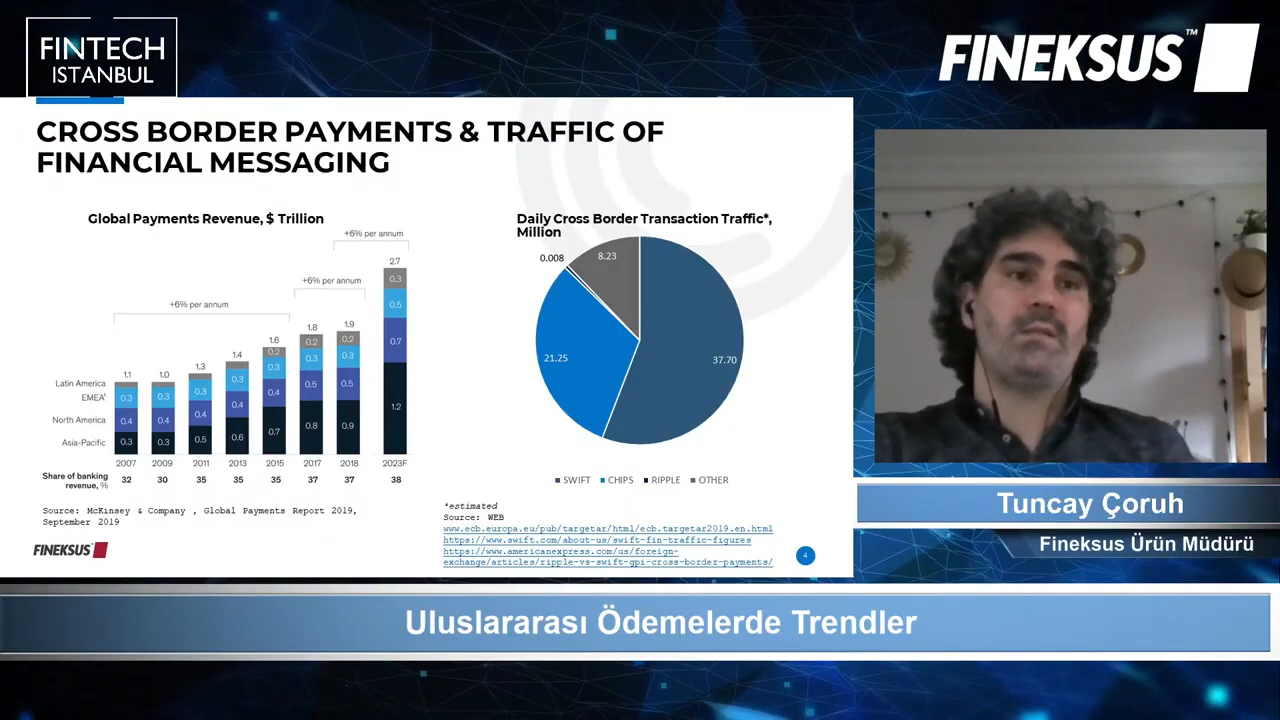 FINTECH
ISTANBUL
FINEKSUS™
CROSS BORDER PAYMENTS & TRAFFIC OF
FINANCIAL MESSAGING
Global Payments Revenue, $ Trillion
+6% per annum
+6% per annum
+6% per annum
1.1
1.0
1.3
1.4
1.6
1.8
1.9
2.7
0.2
0.2
0.2
0.3
Latin America
EMEA¹
0.3
0.3
0.3
0.3
0.3
0.3
0.3
0.5
North America
0.4
0.4
0.4
0.4
0.4
0.5
0.5
0.7
Asia-Pacific
0.3
0.3
0.5
0.6
0.7
0.8
0.9
1.2
2007 2009 2011 2013 2015 2017 2018 2023F
Share of banking
revenue, %
32 30 35 35 35 37 37 38
Source: McKinsey & Company , Global Payments Report 2019,
September 2019
FINEKSUS
Daily Cross Border Transaction Traffic*,
Million
0.008
8.23
21.25
37.70
SWIFT CHIPS RIPPLE OTHER
*estimated
Source: WEB
www.ecb.europa.eu/pub/targetar/html/ecb.targetar2019.en.html
https://www.swift.com/about-us/swift-fin-traffic-figures
https://www.americanexpress.com/us/foreign-
exchange/articles/ripple-vs-swift-gpi-cross-border-payments/
4
Tuncay Çoruh
Fineksus Ürün Müdürü
Uluslararası Ödemelerde Trendler